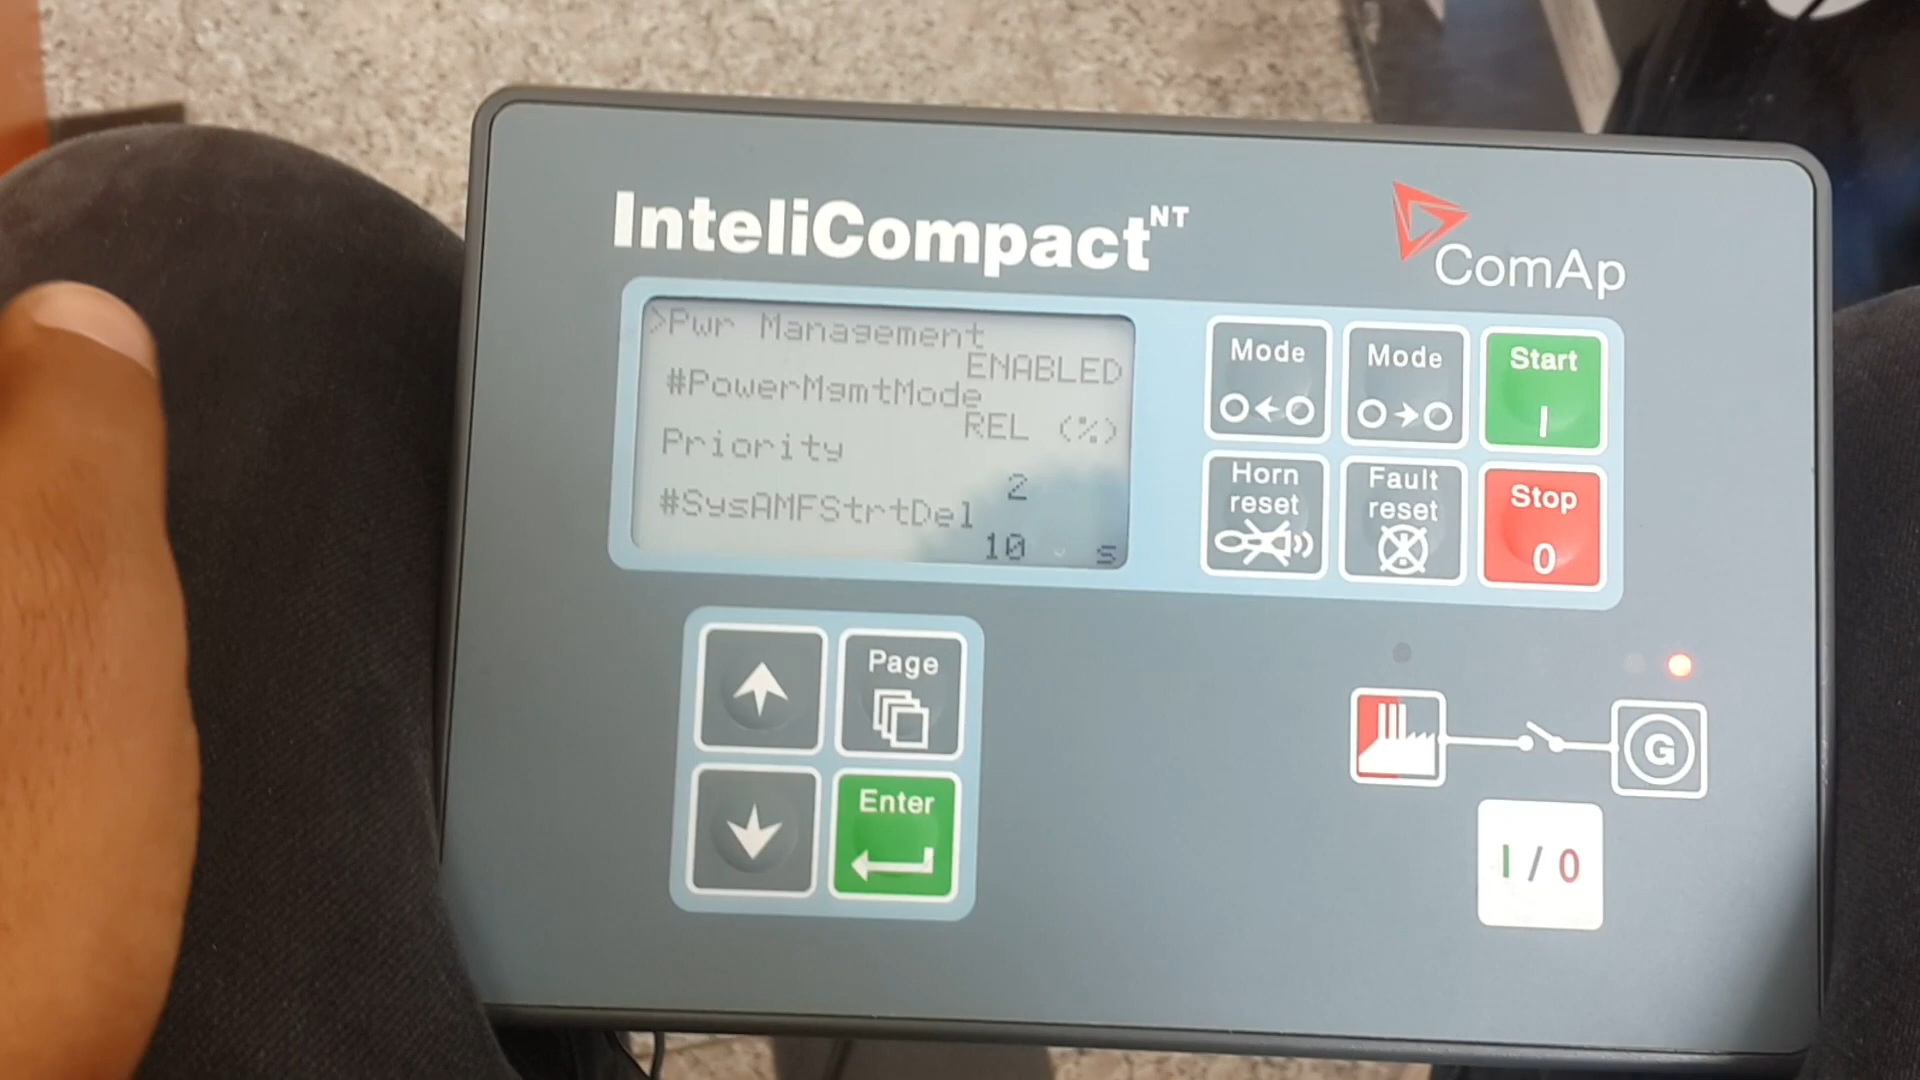 InteliCompact NT
ComAp
>Pwr Management
ENABLED
#PowerMgmtMode
REL (%)
Priority
2
#SysAMFStrtDel
10 s
Mode
Mode
Start
I
Horn
reset
Fault
reset
Stop
0
Page
Enter
G
I / 0